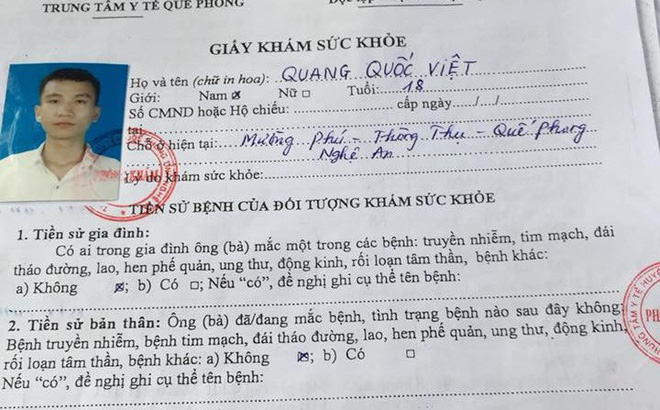 TRUNG TÂM Y TẾ QUẾ PHONG
GIẤY KHÁM SỨC KHỎE
Họ và tên (chữ in hoa): QUANG QUỐC VIỆT
Giới: Nam ☒ Nữ □ Tuổi: 18
Số CMND hoặc Hộ chiếu: cấp ngày..../..../
tại
Chỗ ở hiện tại: Mường Phú - Thông Thụ - Quế Phong
Nghệ An
Lý do khám sức khỏe:
TIỀN SỬ BỆNH CỦA ĐỐI TƯỢNG KHÁM SỨC KHỎE
1. Tiền sử gia đình:
Có ai trong gia đình ông (bà) mắc một trong các bệnh: truyền nhiễm, tim mạch, đái
tháo đường, lao, hen phế quản, ung thư, động kinh, rối loạn tâm thần, bệnh khác:
a) Không ☒; b) Có □; Nếu "có", đề nghị ghi cụ thể tên bệnh:
2. Tiền sử bản thân: Ông (bà) đã/đang mắc bệnh, tình trạng bệnh nào sau đây không:
Bệnh truyền nhiễm, bệnh tim mạch, đái tháo đường, lao, hen phế quản, ung thư, động kinh,
rối loạn tâm thần, bệnh khác: a) Không ☒; b) Có □
Nếu "có", đề nghị ghi cụ thể tên bệnh: